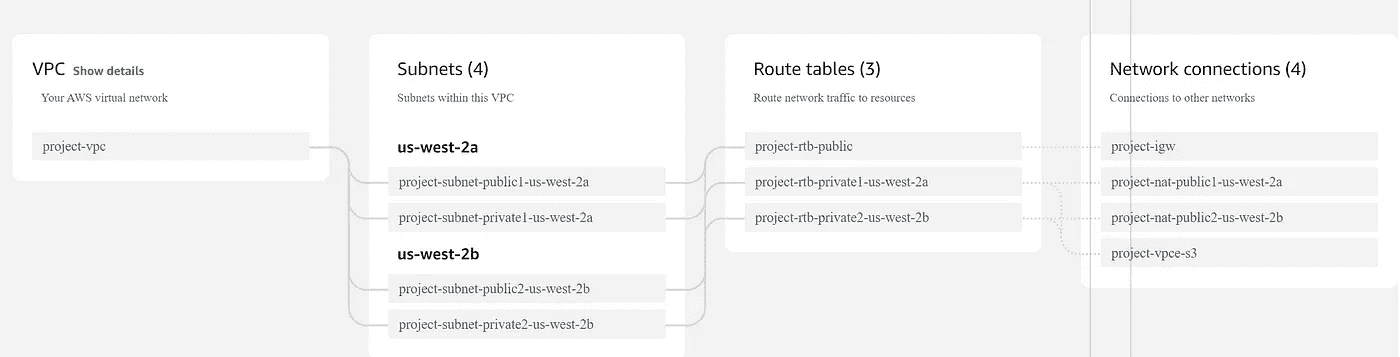 VPC Show details
Your AWS virtual network
project-vpc
Subnets (4)
Subnets within this VPC
us-west-2a
project-subnet-public1-us-west-2a
project-subnet-private1-us-west-2a
us-west-2b
project-subnet-public2-us-west-2b
project-subnet-private2-us-west-2b
Route tables (3)
Route network traffic to resources
project-rtb-public
project-rtb-private1-us-west-2a
project-rtb-private2-us-west-2b
Network connections (4)
Connections to other networks
project-igw
project-nat-public1-us-west-2a
project-nat-public2-us-west-2b
project-vpce-s3